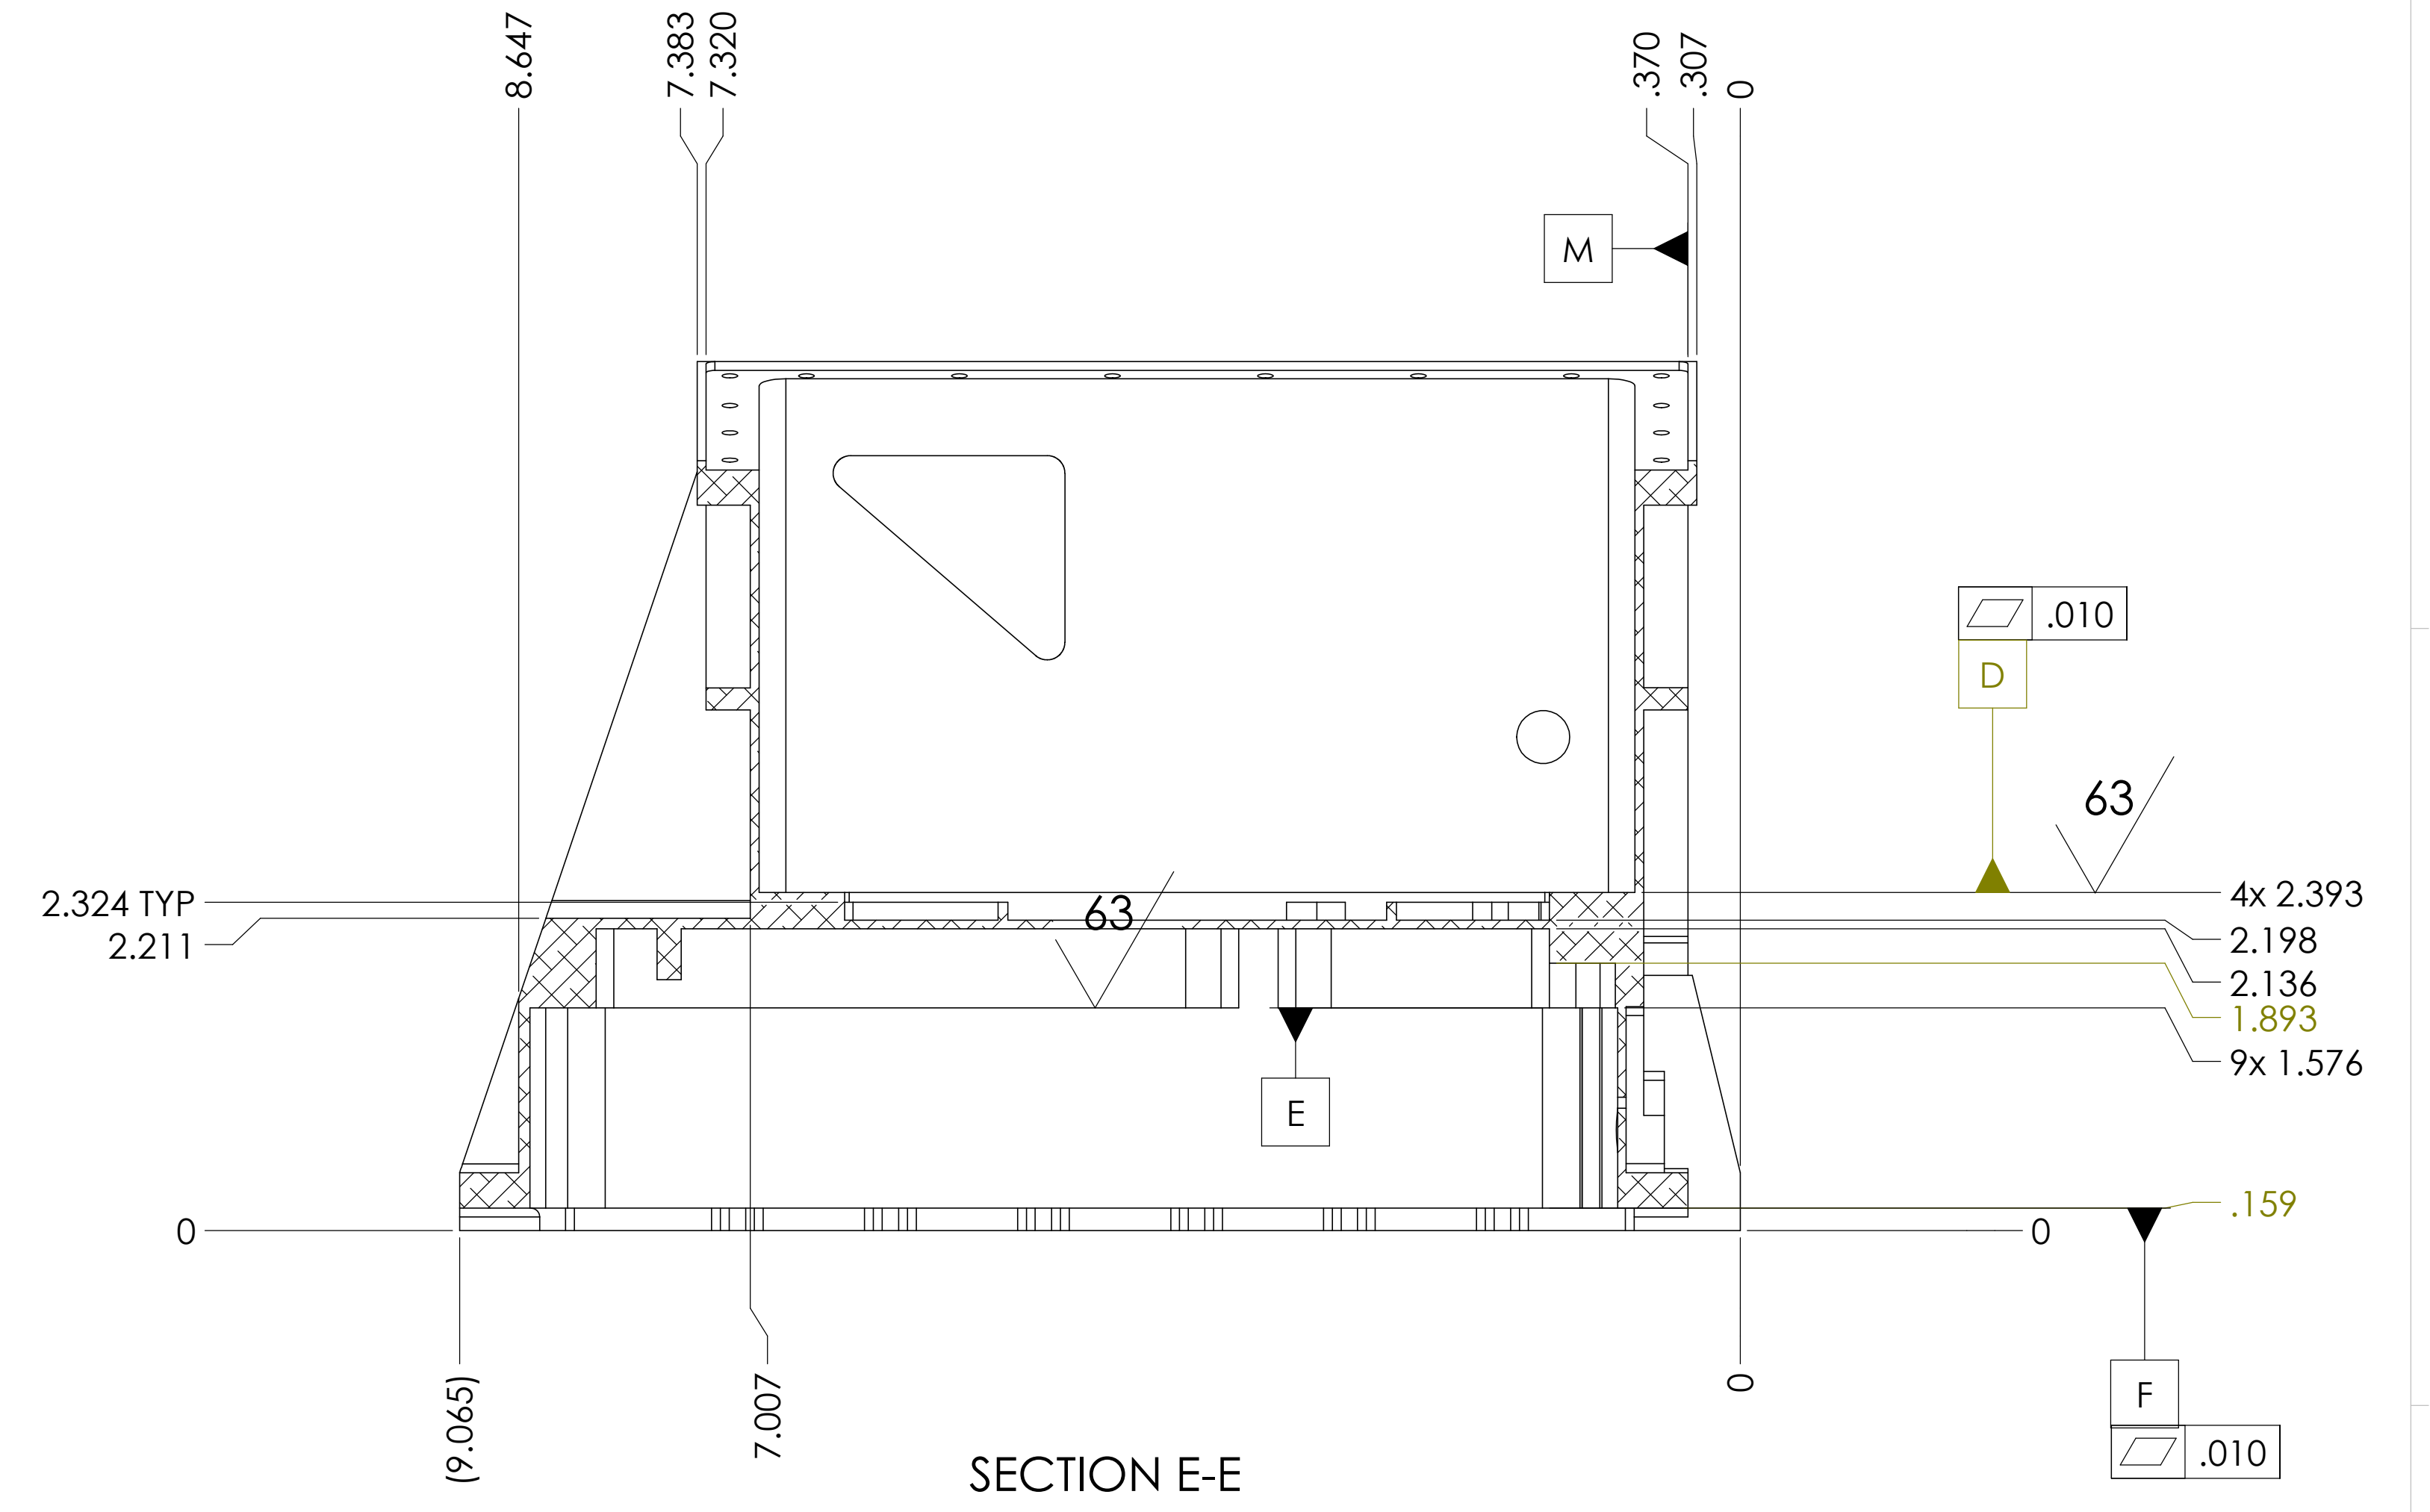 8.647
7.383
7.320
.370
.307
0
M
.010
D
63
2.324 TYP
2.211
63
4x 2.393
2.198
2.136
1.893
9x 1.576
E
.159
0
0
F
.010
(9.065)
7.007
0
SECTION E-E